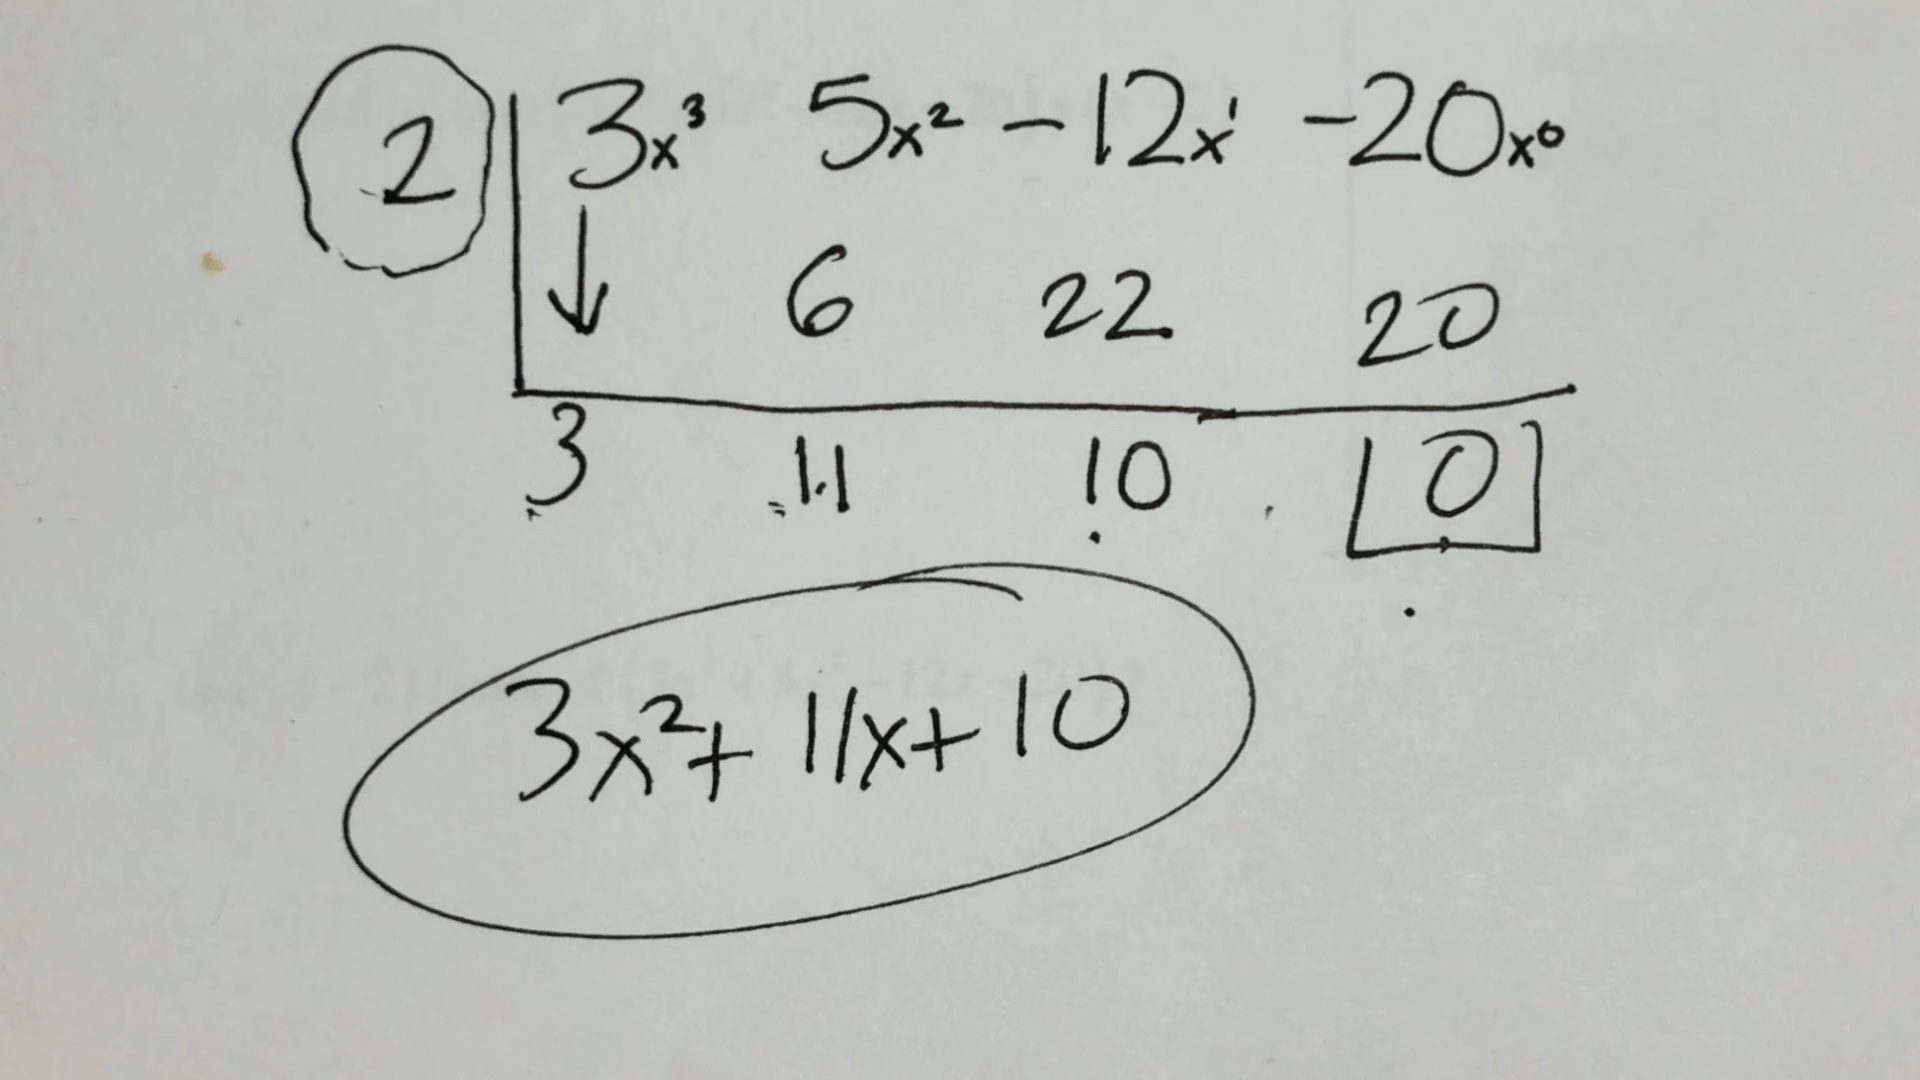 2 3x³ 5x² -12x¹ -20x⁰
6 22 20
3 11 10 0
3x²+ 11x+10